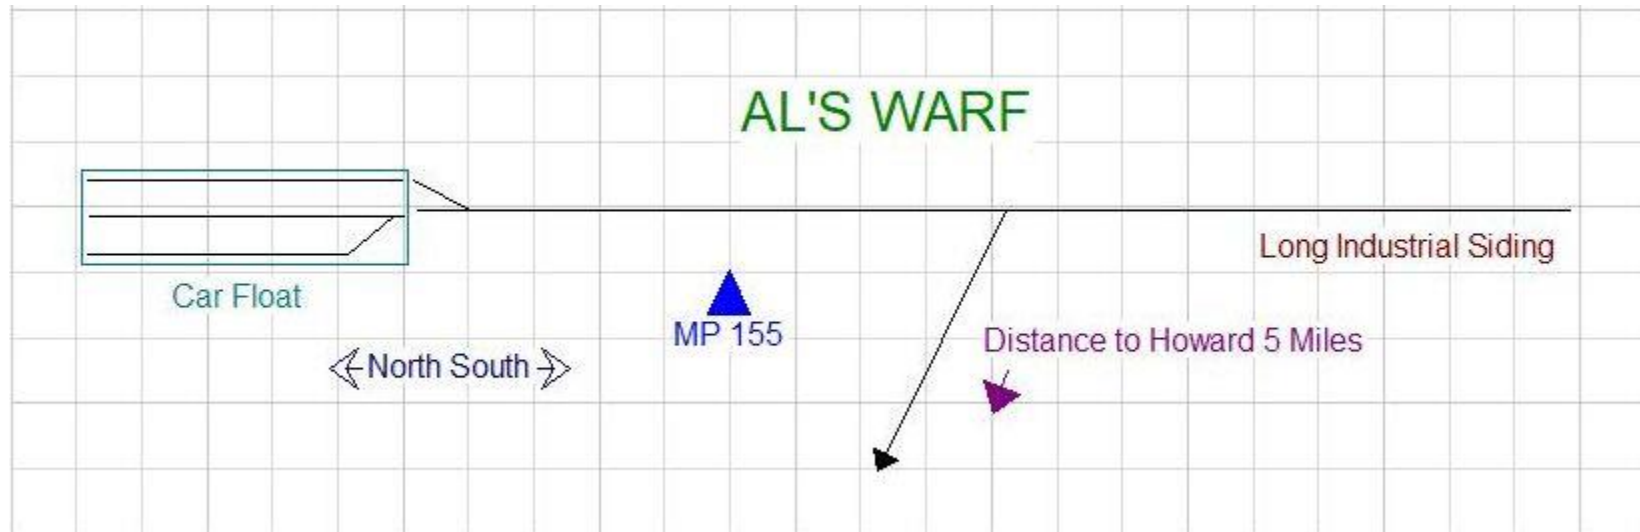 AL'S WARF
Long Industrial Siding
Car Float
MP 155
Distance to Howard 5 Miles
North South